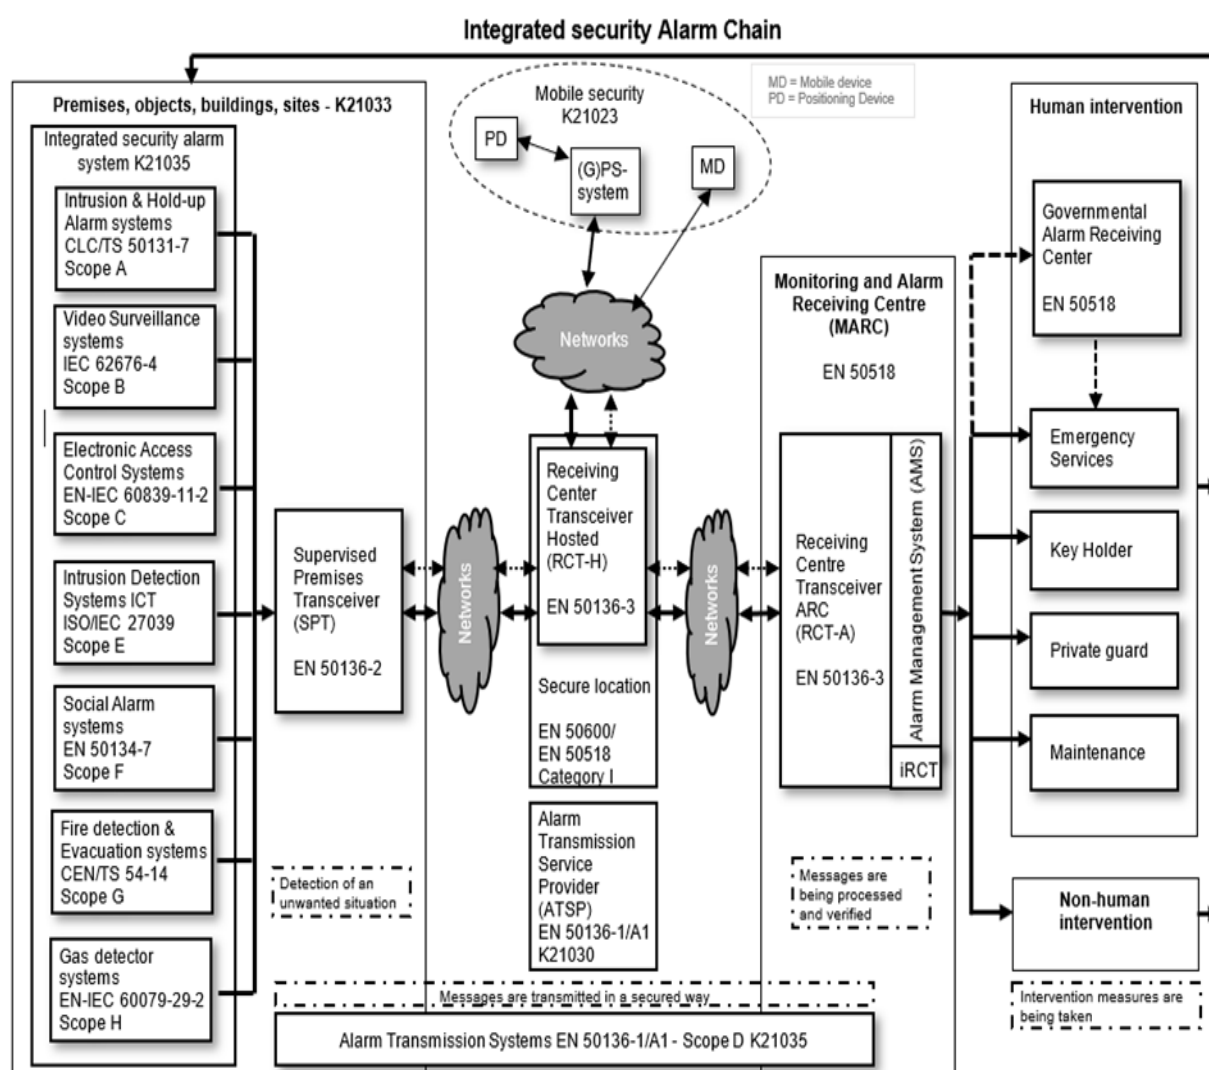 Integrated security Alarm Chain
Premises, objects, buildings, sites - K21033
Integrated security alarm
system K21035
Intrusion & Hold-up
Alarm systems
CLC/TS 50131-7
Scope A
Video Surveillance
systems
IEC 62676-4
Scope B
Electronic Access
Control Systems
EN-IEC 60839-11-2
Scope C
Intrusion Detection
Systems ICT
ISO/IEC 27039
Scope E
Social Alarm
systems
EN 50134-7
Scope F
Fire detection &
Evacuation systems
CEN/TS 54-14
Scope G
Gas detector
systems
EN-IEC 60079-29-2
Scope H
Supervised
Premises
Transceiver
(SPT)
EN 50136-2
Detection of an
unwanted situation
Mobile security
K21023
PD
(G)PS-
system
MD
MD = Mobile device
PD = Positioning Device
Networks
Networks
Receiving
Center
Transceiver
Hosted
(RCT-H)
EN 50136-3
Secure location
EN 50600/
EN 50518
Category I
Alarm
Transmission
Service
Provider
(ATSP)
EN 50136-1/A1
K21030
Networks
Monitoring and Alarm
Receiving Centre
(MARC)
EN 50518
Receiving
Centre
Transceiver
ARC
(RCT-A)
EN 50136-3
Alarm Management System (AMS)
iRCT
Messages are
being processed
and verified
Messages are transmitted in a secured way
Alarm Transmission Systems EN 50136-1/A1 - Scope D K21035
Human intervention
Governmental
Alarm Receiving
Center
EN 50518
Emergency
Services
Key Holder
Private guard
Maintenance
Non-human
intervention
Intervention measures are
being taken